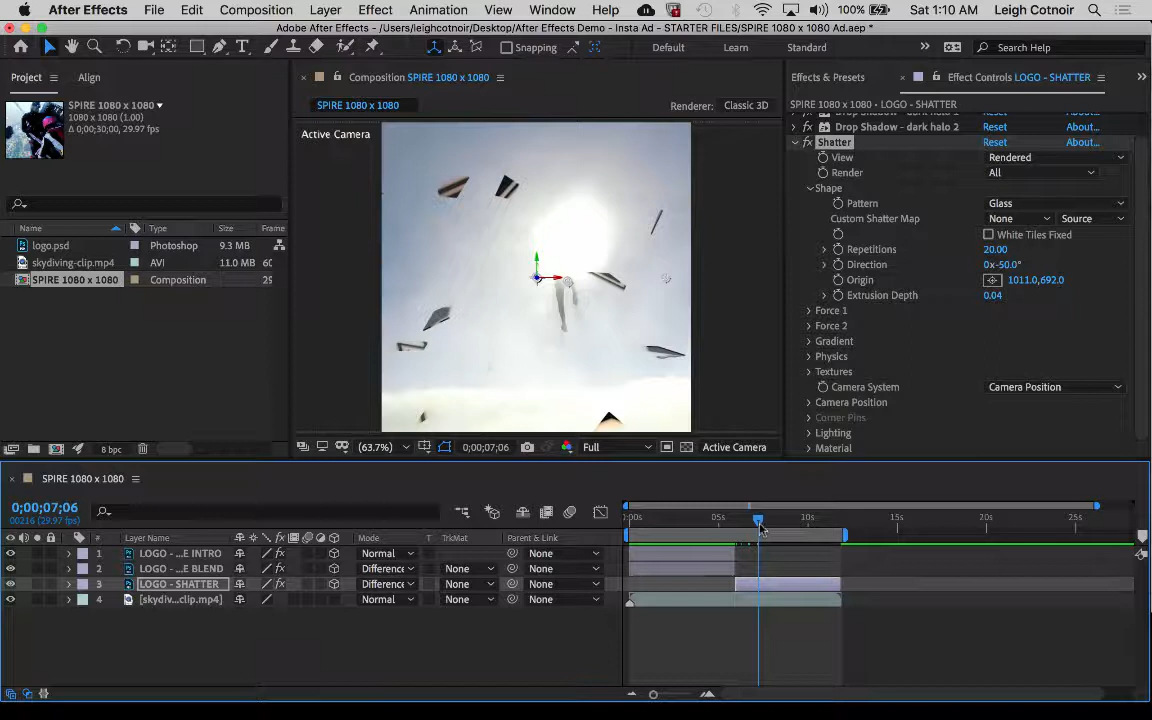 After Effects File Edit Composition Layer Effect Animation View Window Help 100% Sat 1:10 AM Leigh Cotnoir
Adobe After Effects - /Users/leighcotnoir/Desktop/After Effects Demo - Insta Ad - STARTER FILES/SPIRE 1080 x 1080 Ad.aep *
Snapping Default Learn Standard Search Help
Project Align Composition SPIRE 1080 x 1080 Effects & Presets Effect Controls LOGO - SHATTER
SPIRE 1080 x 1080
1080 x 1080 (1.00)
Δ 0;00;30;00, 29.97 fps
SPIRE 1080 x 1080 Renderer: Classic 3D
Active Camera
SPIRE 1080 x 1080 • LOGO - SHATTER
Drop Shadow - dark halo 2 Reset About...
Shatter Reset About...
View Rendered
Render All
Shape
Pattern Glass
Custom Shatter Map None Source
White Tiles Fixed
Repetitions 20.00
Direction 0x-50.0°
Origin 1011.0,692.0
Extrusion Depth 0.04
Force 1
Force 2
Gradient
Physics
Textures
Camera System Camera Position
Camera Position
Corner Pins
Lighting
Material
Name Type Size Frame
logo.psd Photoshop 9.3 MB
skydiving-clip.mp4 AVI 11.0 MB 60
SPIRE 1080 x 1080 Composition 29
8 bpc
(63.7%) 0;00;07;06 Full Active Camera
SPIRE 1080 x 1080
0;00;07;06
00216 (29.97 fps)
:00s 05s 10s 15s 20s 25s
# Layer Name Mode T TrkMat Parent & Link
1 LOGO - ...E INTRO Normal None
2 LOGO - ...E BLEND Difference None None
3 LOGO - SHATTER Difference None None
4 [skydiv...clip.mp4] Normal None None